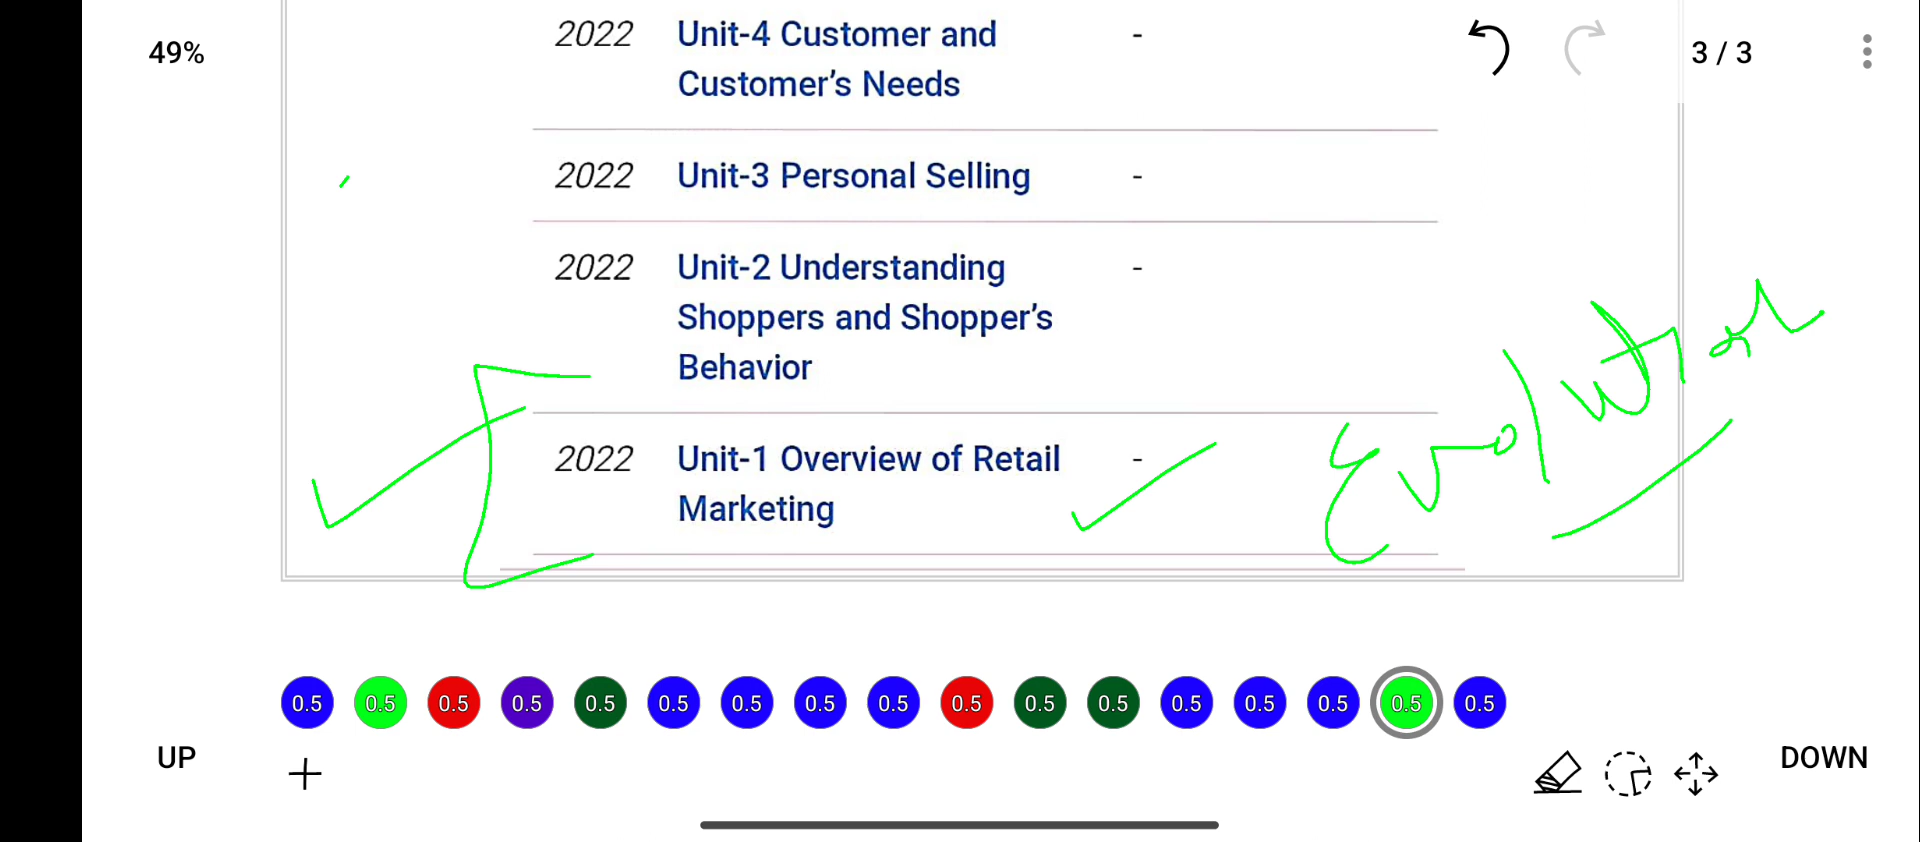 49%
3 / 3
2022 Unit-4 Customer and -
Customer’s Needs
2022 Unit-3 Personal Selling -
2022 Unit-2 Understanding -
Shoppers and Shopper’s
Behavior
2022 Unit-1 Overview of Retail -
Marketing
Evolution
0.5 0.5 0.5 0.5 0.5 0.5 0.5 0.5 0.5 0.5 0.5 0.5 0.5 0.5 0.5 0.5 0.5
UP
DOWN